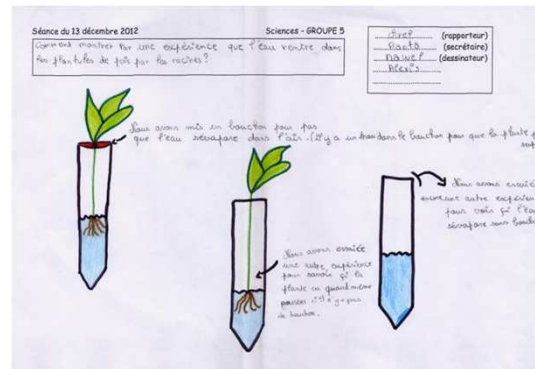 Séance du 13 décembre 2012
Sciences - GROUPE 5
(rapporteur)
(secrétaire)
(dessinateur)
Alexis
Comment montrer par une expérience que l'eau rentre dans
les plantules de pois par les racines?
Nous avons mis un bouchon pour pas
que l'eau s'évapore dans l'air. (il y a un trou dans le bouchon pour que la plante
Nous avons essaiée
une autre expérience
pour savoir si la
plante va quand même
pousser s'il n'y a pas
de bouchon.
Nous avons essaié
encore une autre expérience
pour voir si l'eau
s'évapore sans